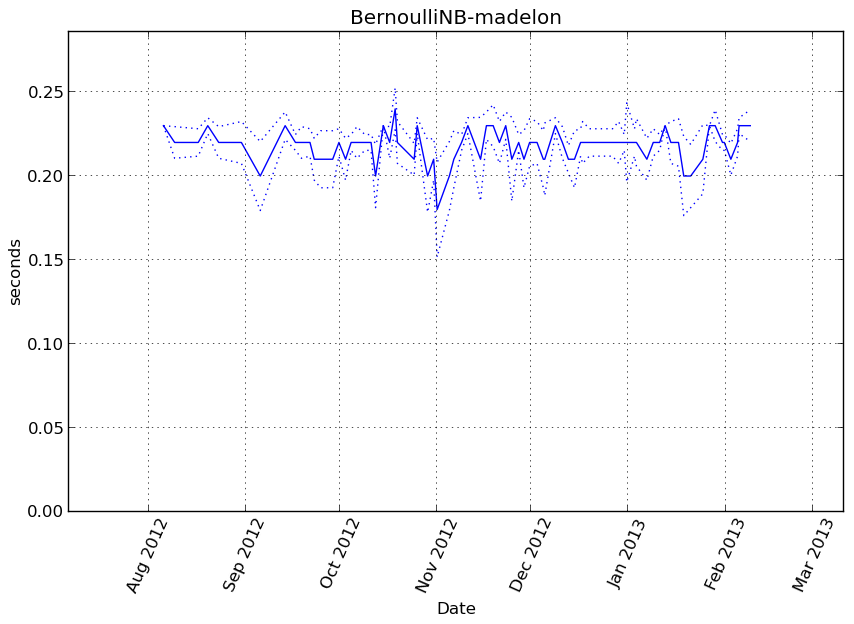 BernoulliNB-madelon
0.25
0.20
0.15
0.10
0.05
0.00
seconds
Aug 2012
Sep 2012
Oct 2012
Nov 2012
Dec 2012
Jan 2013
Feb 2013
Mar 2013
Date